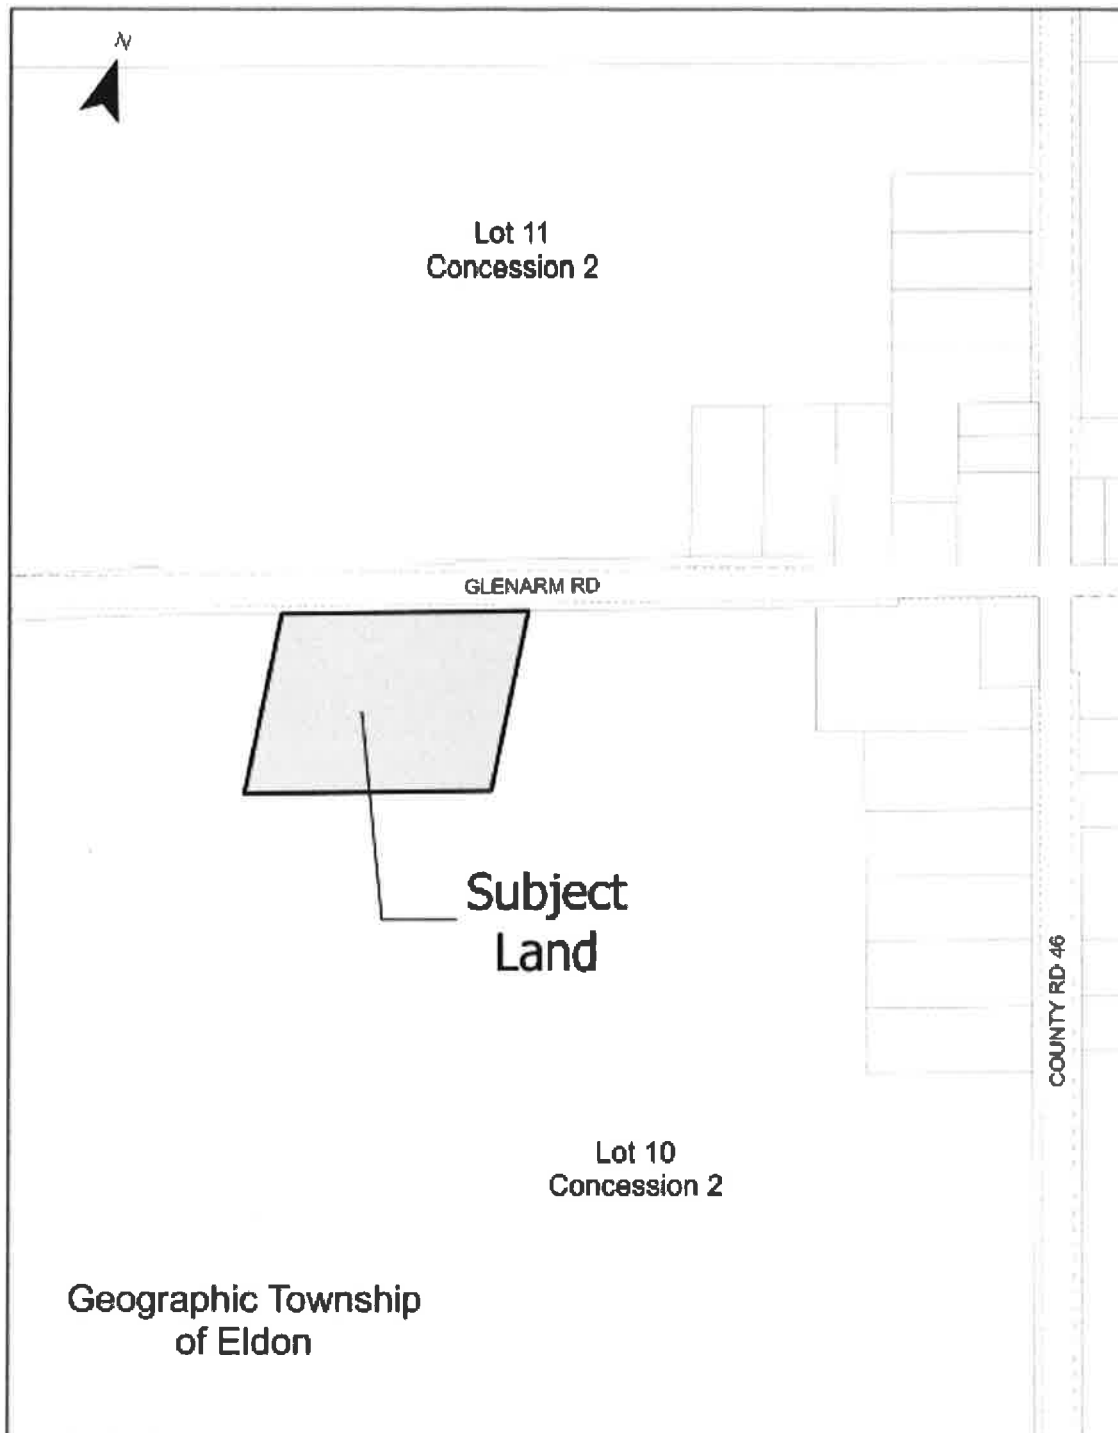 N
Lot 11
Concession 2
GLENARM RD
Subject
Land
COUNTY RD 46
Lot 10
Concession 2
Geographic Township
of Eldon